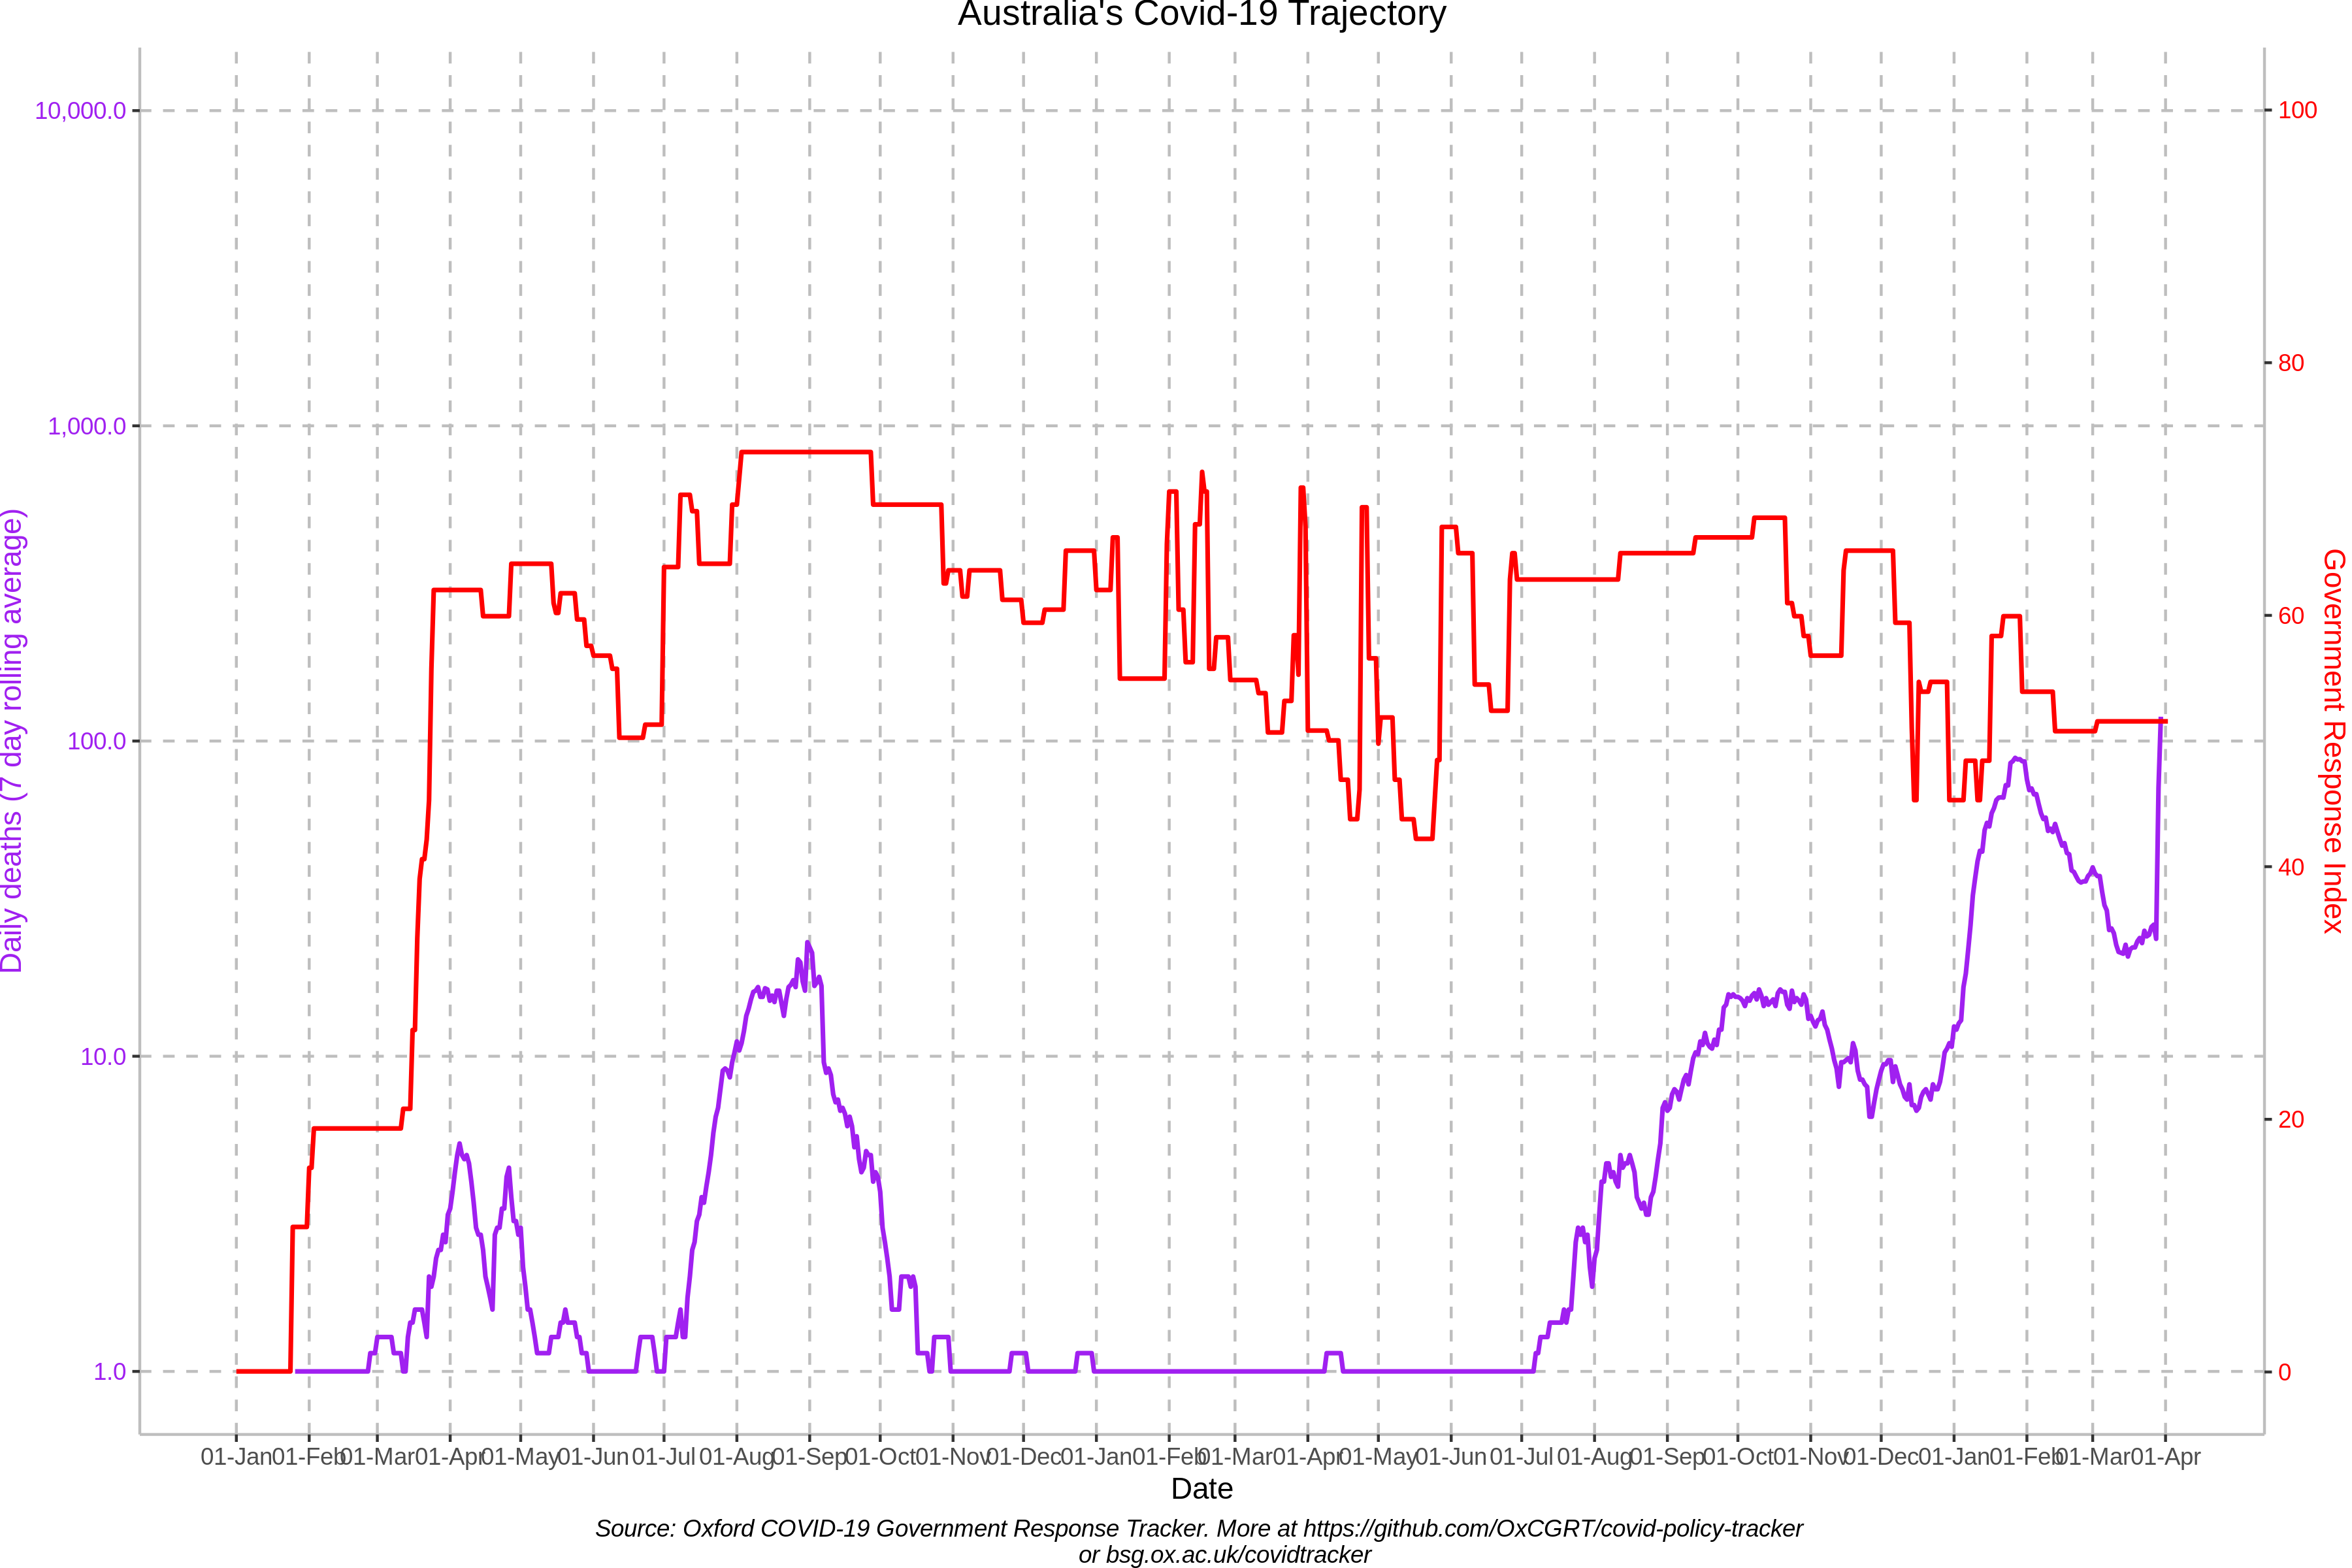 Australia's Covid-19 Trajectory
10,000.0
1,000.0
100.0
10.0
1.0
Daily deaths (7 day rolling average)
100
80
60
40
20
0
Government Response Index
01-Jan 01-Feb 01-Mar 01-Apr 01-May 01-Jun 01-Jul 01-Aug 01-Sep 01-Oct 01-Nov 01-Dec 01-Jan 01-Feb 01-Mar 01-Apr 01-May 01-Jun 01-Jul 01-Aug 01-Sep 01-Oct 01-Nov 01-Dec 01-Jan 01-Feb 01-Mar 01-Apr
Date
Source: Oxford COVID-19 Government Response Tracker. More at https://github.com/OxCGRT/covid-policy-tracker
or bsg.ox.ac.uk/covidtracker